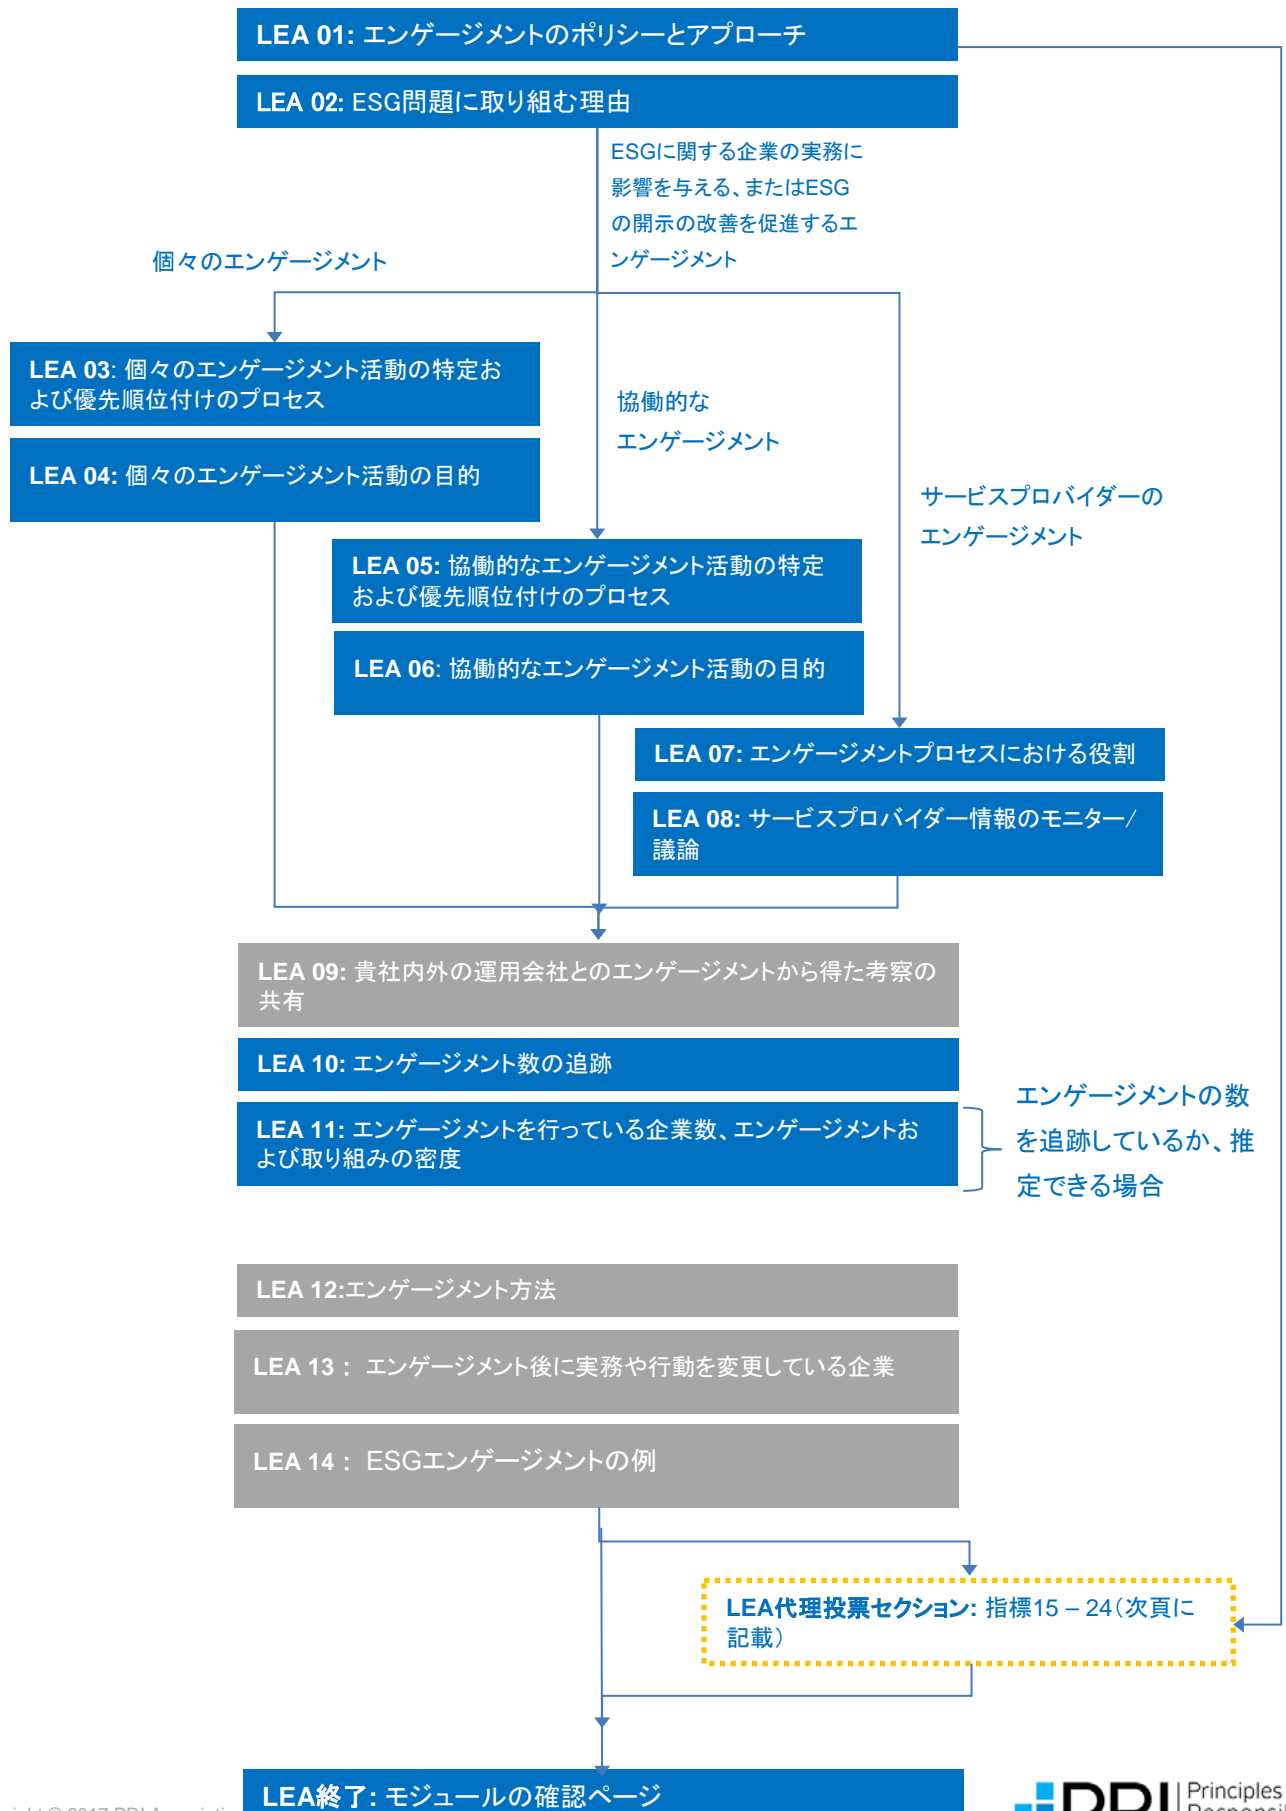 LEA 01: エンゲージメントのポリシーとアプローチ
LEA 02: ESG問題に取り組む理由
ESGに関する企業の実務に
影響を与える、またはESG
の開示の改善を促進するエ
ンゲージメント
個々のエンゲージメント
LEA 03: 個々のエンゲージメント活動の特定お
よび優先順位付けのプロセス
協働的な
エンゲージメント
LEA 04: 個々のエンゲージメント活動の目的
サービスプロバイダーの
エンゲージメント
LEA 05: 協働的なエンゲージメント活動の特定
および優先順位付けのプロセス
LEA 06: 協働的なエンゲージメント活動の目的
LEA 07: エンゲージメントプロセスにおける役割
LEA 08: サービスプロバイダー情報のモニター/
議論
LEA 09: 貴社内外の運用会社とのエンゲージメントから得た考察の
共有
LEA 10: エンゲージメント数の追跡
LEA 11: エンゲージメントを行っている企業数、エンゲージメントお
よび取り組みの密度
エンゲージメントの数
を追跡しているか、推
定できる場合
LEA 12:エンゲージメント方法
LEA 13 : エンゲージメント後に実務や行動を変更している企業
LEA 14 : ESGエンゲージメントの例
LEA代理投票セクション: 指標15 – 24(次頁に
記載)
LEA終了: モジュールの確認ページ
PRI Principles